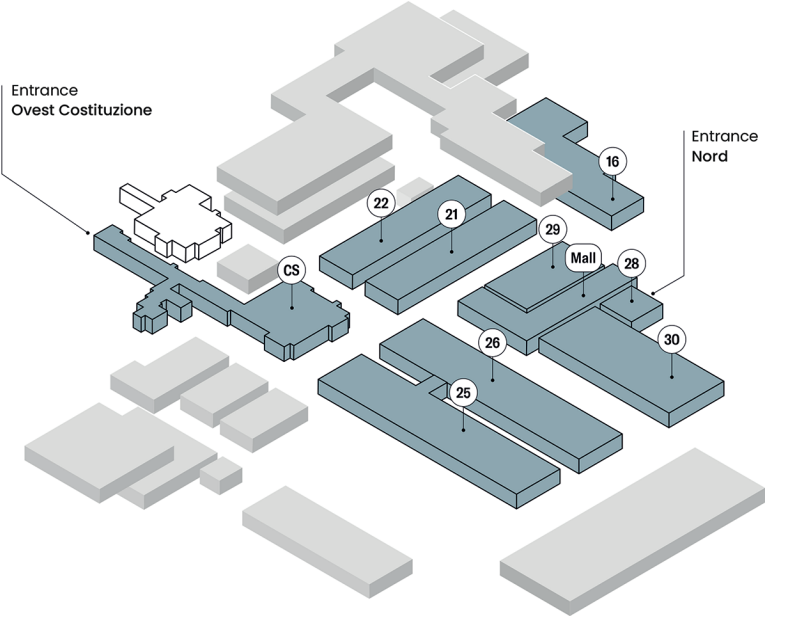 Entrance
Ovest Costituzione
Entrance
Nord
16
22
21
29
Mall
28
CS
26
30
25